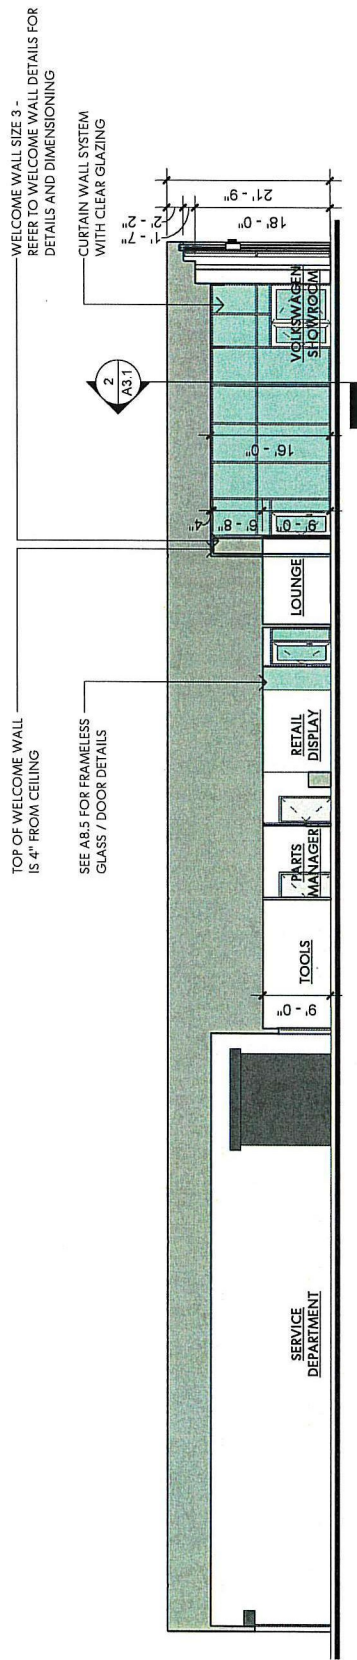 TOP OF WELCOME WALL
IS 4" FROM CEILING
SEE A8.5 FOR FRAMELESS
GLASS / DOOR DETAILS
WELCOME WALL SIZE 3 -
REFER TO WELCOME WALL DETAILS FOR
DETAILS AND DIMENSIONING
CURTAIN WALL SYSTEM
WITH CLEAR GLAZING
2
A3.1
SERVICE
DEPARTMENT
9' - 0"
TOOLS
PARTS
MANAGER
RETAIL
DISPLAY
LOUNGE
9' - 0"
6' - 8"
4"
16' - 0"
VOLKSWAGEN
SHOWROOM
18' - 0"
1' - 7"
2' - 2"
21' - 9"